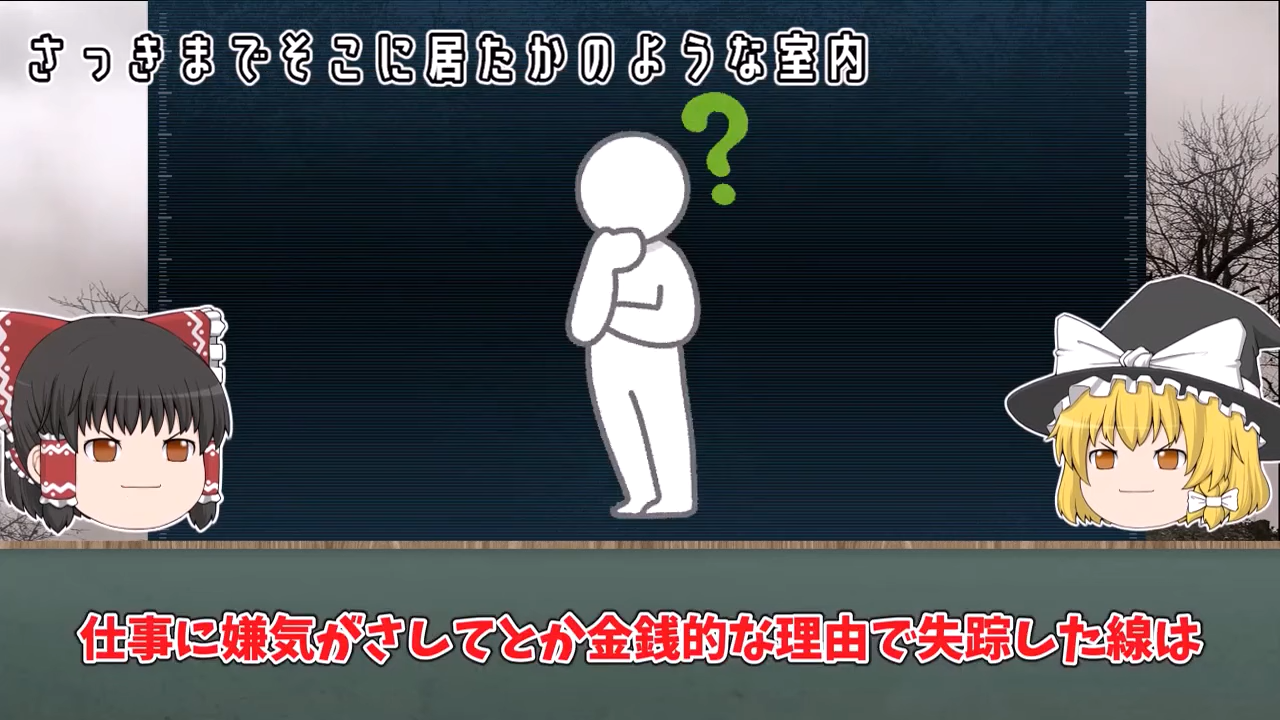 さっきまでそこに居たかのような室内
?
仕事に嫌気がさしてとか金銭的な理由で失踪した線は